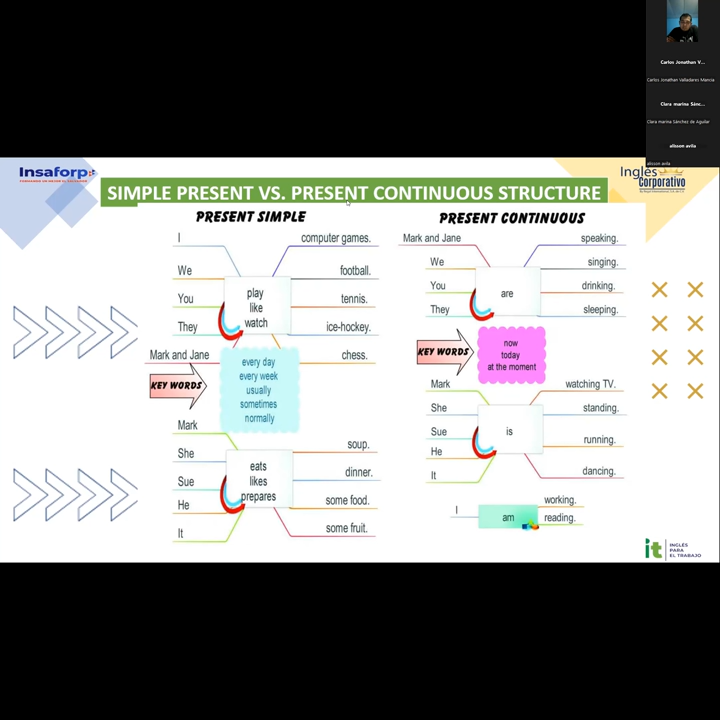 Carlos Jonathan V...
Carlos Jonathan Valladares Mancia
Clara marina Sánc...
Clara marina Sánchez de Aguilar
alisson avila
alisson avila
Insaforp
Inglés
Corporativo
SIMPLE PRESENT VS. PRESENT CONTINUOUS STRUCTURE
PRESENT SIMPLE
I
We
You
They
Mark and Jane
play
like
watch
computer games.
football.
tennis.
ice-hockey.
chess.
KEY WORDS
every day
every week
usually
sometimes
normally
Mark
She
Sue
He
It
eats
likes
prepares
soup.
dinner.
some food.
some fruit.
PRESENT CONTINUOUS
Mark and Jane
We
You
They
are
speaking.
singing.
drinking.
sleeping.
KEY WORDS
now
today
at the moment
Mark
She
Sue
He
It
is
watching TV.
standing.
running.
dancing.
I
am
working.
reading.
it
INGLÉS
PARA
EL TRABAJO